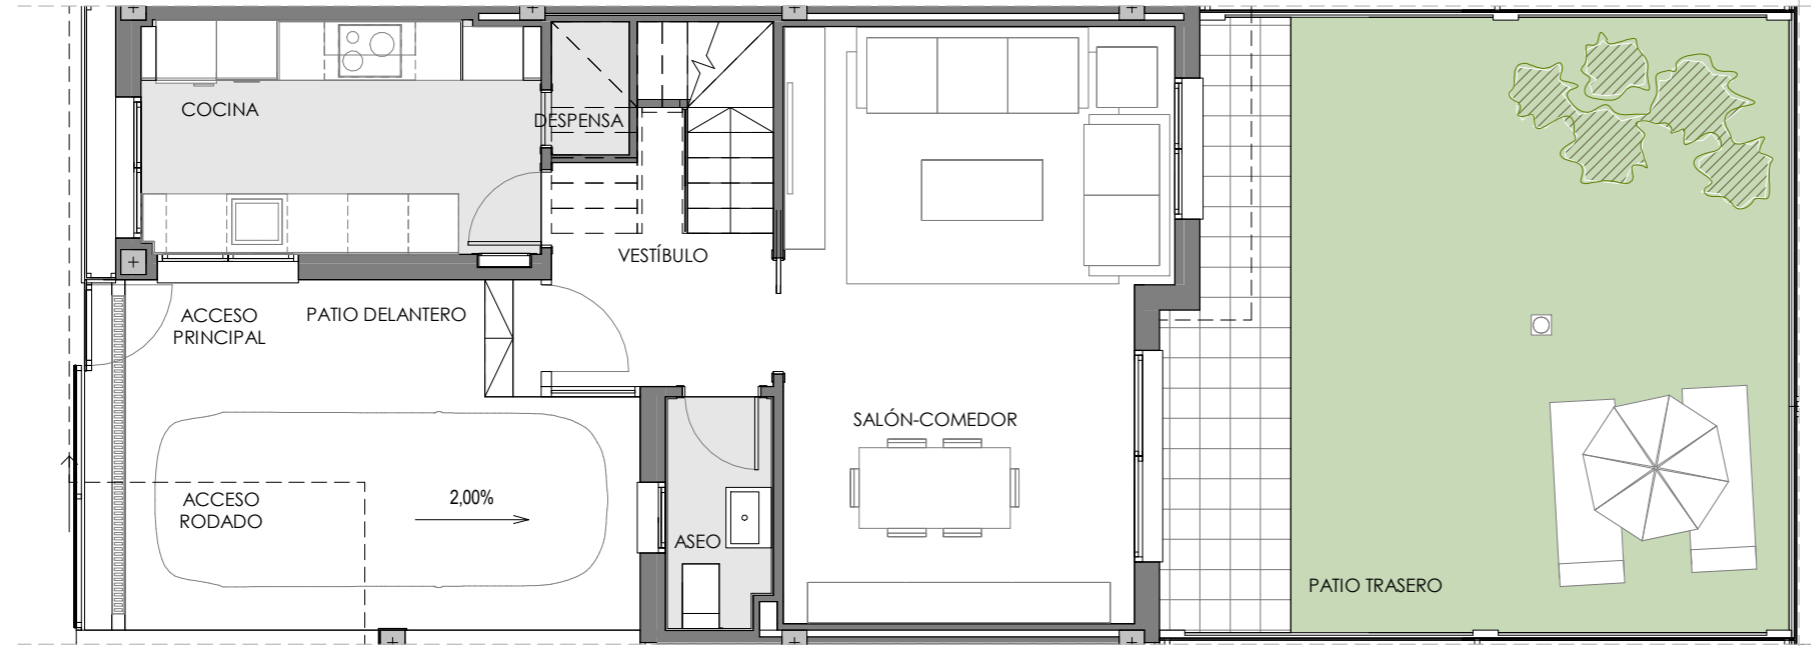 COCINA
DESPENSA
VESTÍBULO
ACCESO
PRINCIPAL
PATIO DELANTERO
SALÓN-COMEDOR
ACCESO
RODADO
2,00%
ASEO
PATIO TRASERO